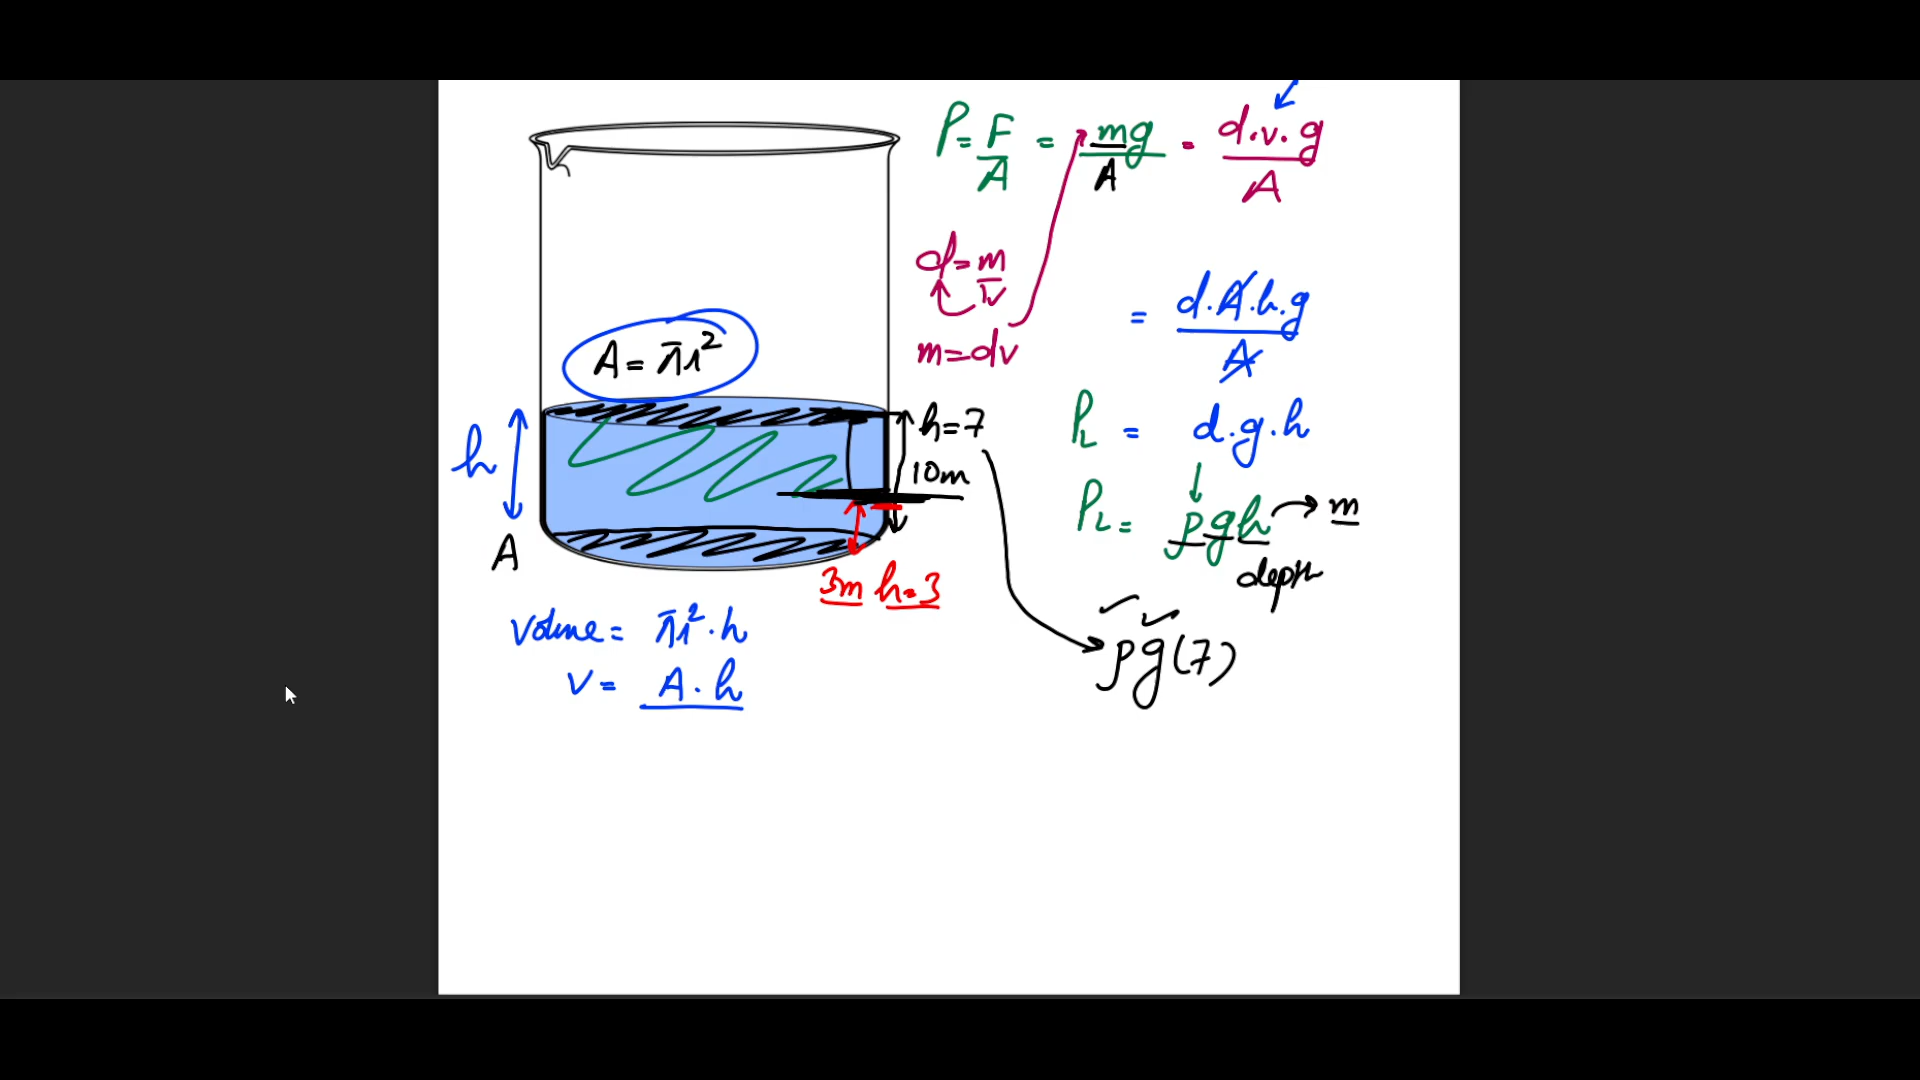 P = F/A = mg/A = d.v.g/A
d = m/v
m = dv
= d.A.h.g/A
A = πr²
h
h = 7
10m
P_L = d.g.h
P_L = ρgh → m
depth
A
3m h = 3
Volume = πr².h
V = A.h
ρg(7)